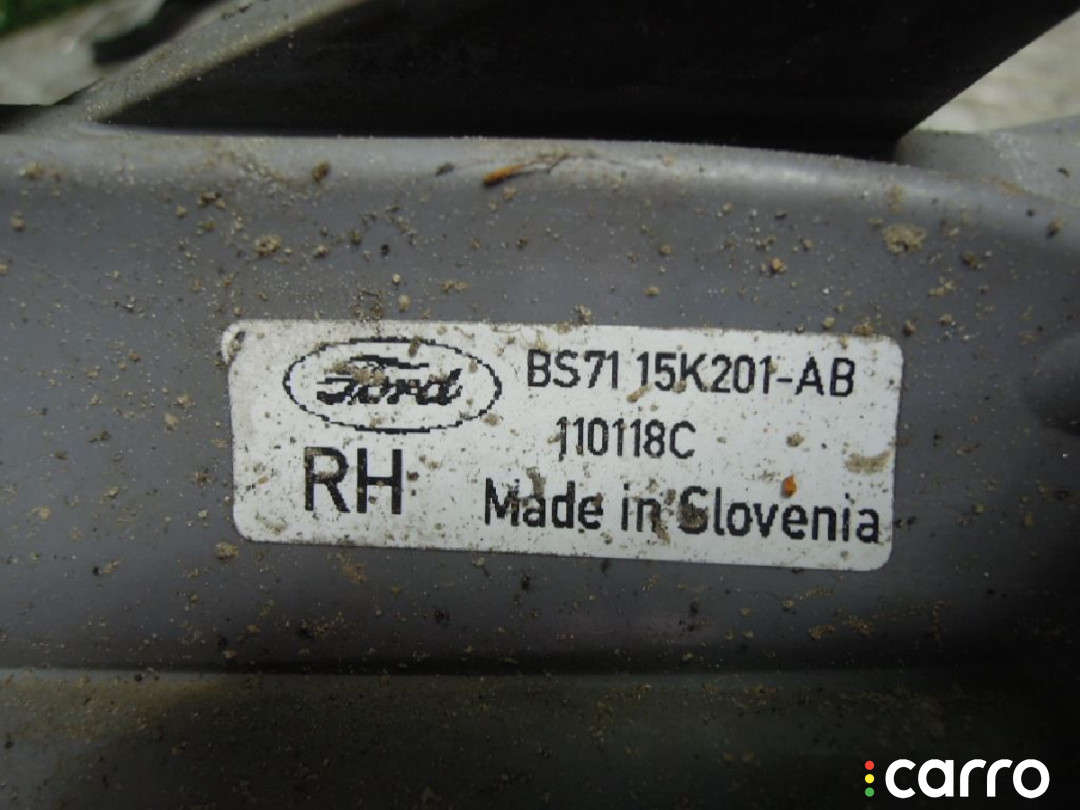 Ford
BS71 15K201-AB
110118C
RH
Made in Slovenia
carro